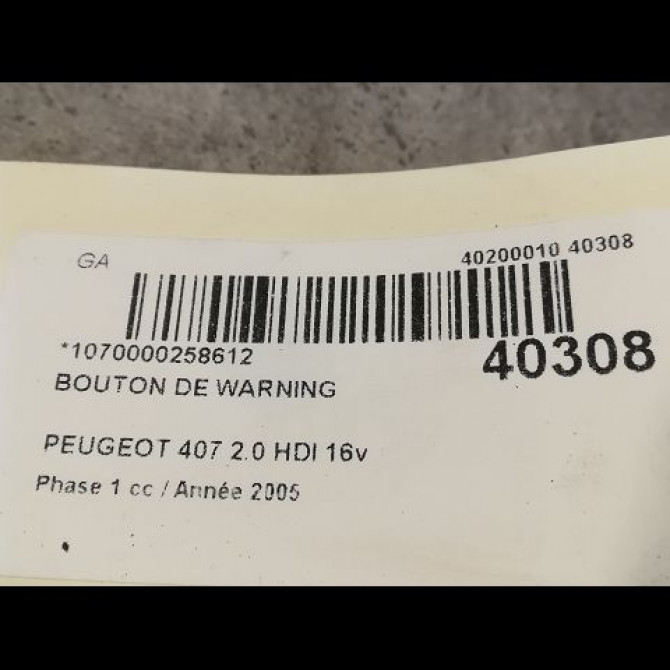 GA
40200010 40308
*1070000258612
40308
BOUTON DE WARNING
PEUGEOT 407 2.0 HDI 16v
Phase 1 cc / Année 2005